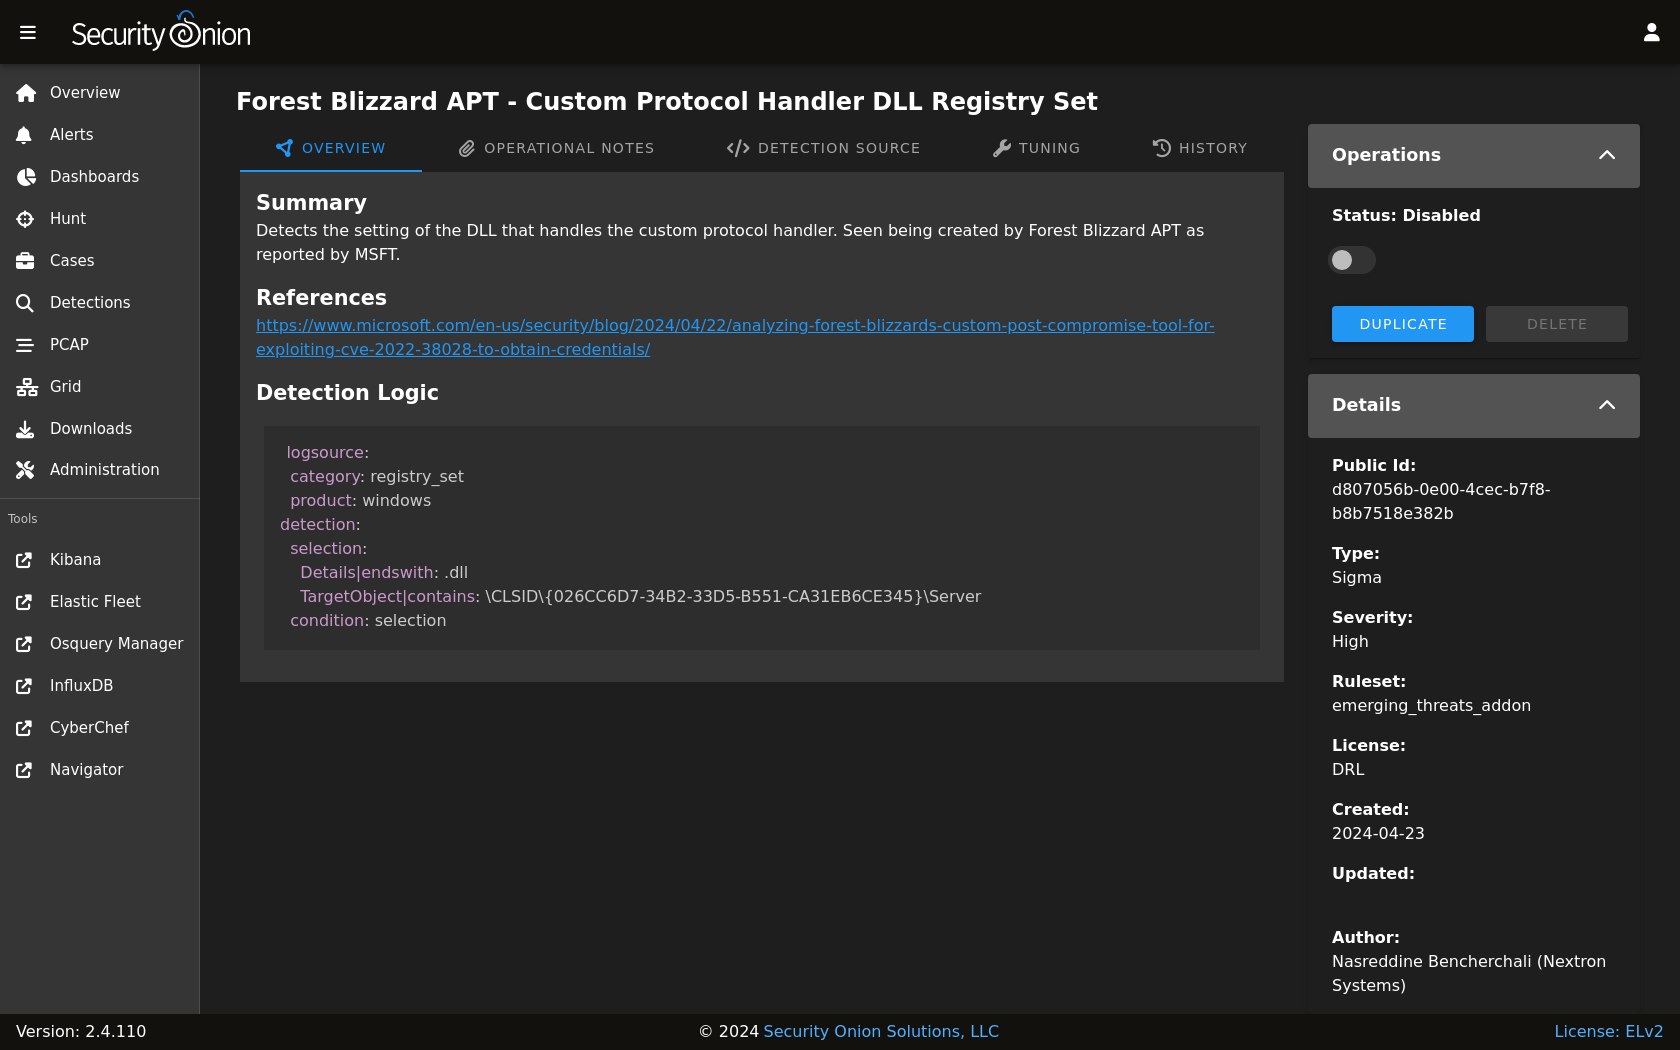 Security Onion
Overview
Alerts
Dashboards
Hunt
Cases
Detections
PCAP
Grid
Downloads
Administration
Tools
Kibana
Elastic Fleet
Osquery Manager
InfluxDB
CyberChef
Navigator
Forest Blizzard APT - Custom Protocol Handler DLL Registry Set
OVERVIEW
OPERATIONAL NOTES
DETECTION SOURCE
TUNING
HISTORY
Summary
Detects the setting of the DLL that handles the custom protocol handler. Seen being created by Forest Blizzard APT as
reported by MSFT.
References
https://www.microsoft.com/en-us/security/blog/2024/04/22/analyzing-forest-blizzards-custom-post-compromise-tool-for-
exploiting-cve-2022-38028-to-obtain-credentials/
Detection Logic
logsource:
category: registry_set
product: windows
detection:
selection:
Details|endswith: .dll
TargetObject|contains: \CLSID\{026CC6D7-34B2-33D5-B551-CA31EB6CE345}\Server
condition: selection
Operations
Status: Disabled
DUPLICATE
DELETE
Details
Public Id:
d807056b-0e00-4cec-b7f8-
b8b7518e382b
Type:
Sigma
Severity:
High
Ruleset:
emerging_threats_addon
License:
DRL
Created:
2024-04-23
Updated:
Author:
Nasreddine Bencherchali (Nextron
Systems)
Version: 2.4.110
© 2024 Security Onion Solutions, LLC
License: ELv2